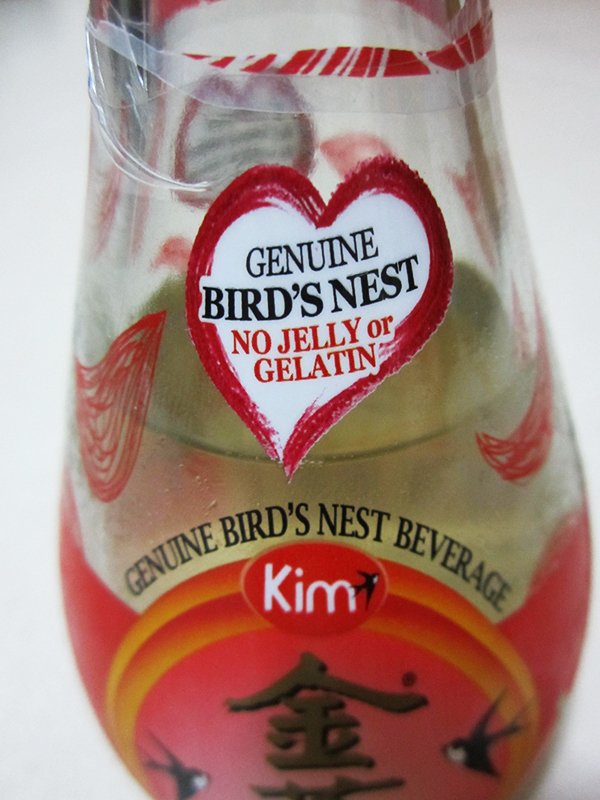 GENUINE
BIRD'S NEST
NO JELLY or
GELATIN
GENUINE BIRD'S NEST BEVERAGE
Kim
金